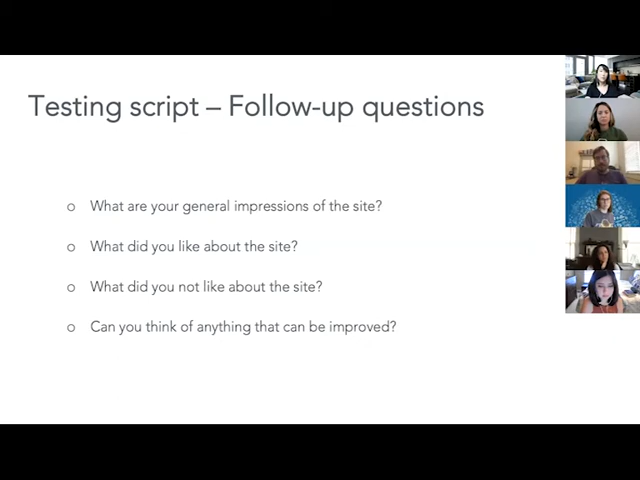 Testing script – Follow-up questions
o What are your general impressions of the site?
o What did you like about the site?
o What did you not like about the site?
o Can you think of anything that can be improved?